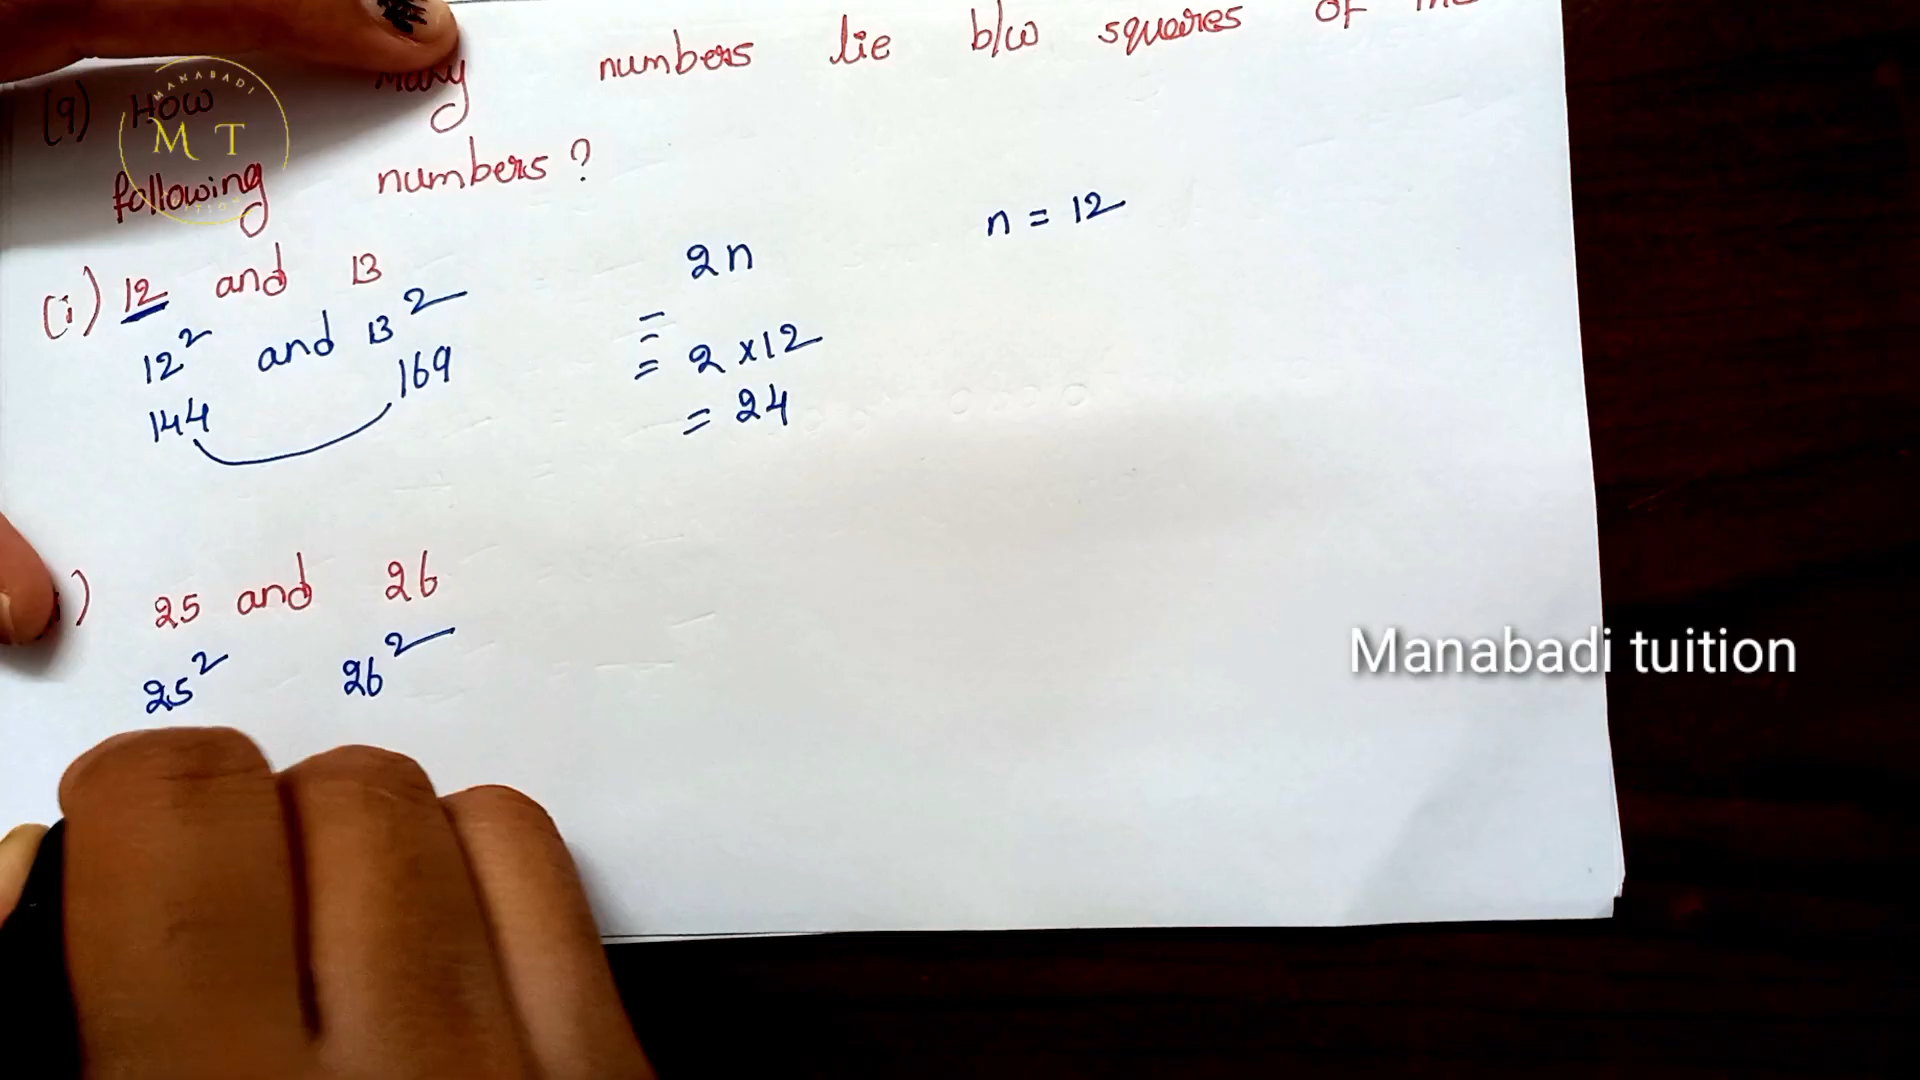 (9) How many numbers lie b/w squares of the
following numbers?
(i) 12 and 13
12² and 13²
144 169
2n
=
= 2 × 12
= 24
n = 12
) 25 and 26
25² 26²
MANABADI
M T
Manabadi tuition